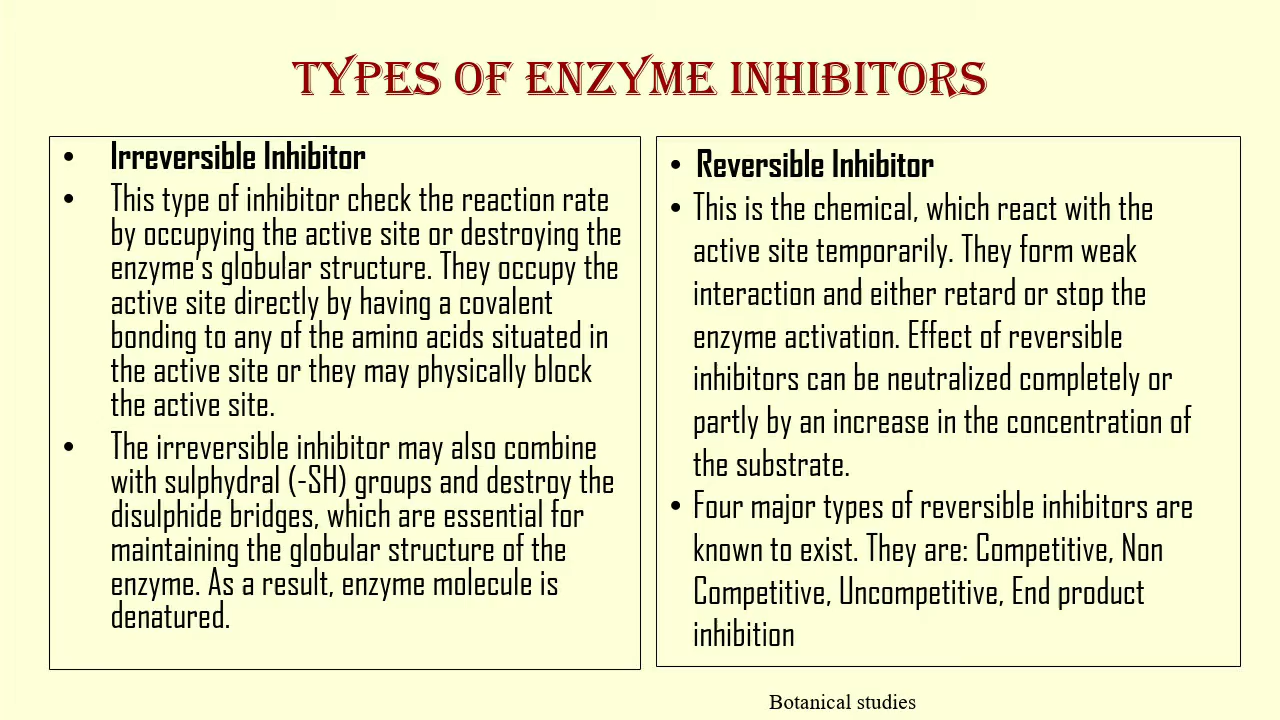 TYPES OF ENZYME INHIBITORS
• Irreversible Inhibitor
• This type of inhibitor check the reaction rate
by occupying the active site or destroying the
enzyme's globular structure. They occupy the
active site directly by having a covalent
bonding to any of the amino acids situated in
the active site or they may physically block
the active site.
• The irreversible inhibitor may also combine
with sulphydral (-SH) groups and destroy the
disulphide bridges, which are essential for
maintaining the globular structure of the
enzyme. As a result, enzyme molecule is
denatured.
• Reversible Inhibitor
• This is the chemical, which react with the
active site temporarily. They form weak
interaction and either retard or stop the
enzyme activation. Effect of reversible
inhibitors can be neutralized completely or
partly by an increase in the concentration of
the substrate.
• Four major types of reversible inhibitors are
known to exist. They are: Competitive, Non
Competitive, Uncompetitive, End product
inhibition
Botanical studies